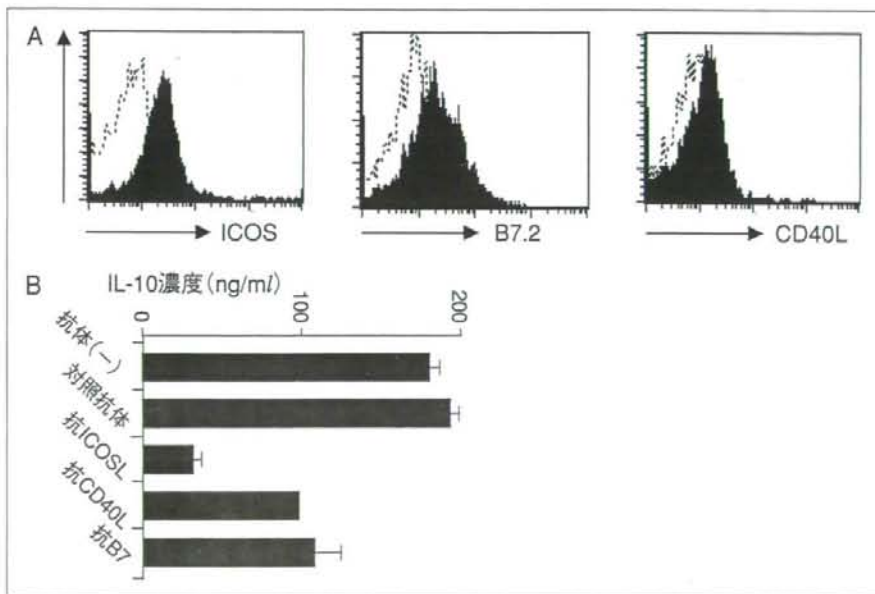 A
ICOS
B7.2
CD40L
B
IL-10濃度(ng/ml)
0
100
200
抗体(−)
対照抗体
抗ICOSL
抗CD40L
抗B7